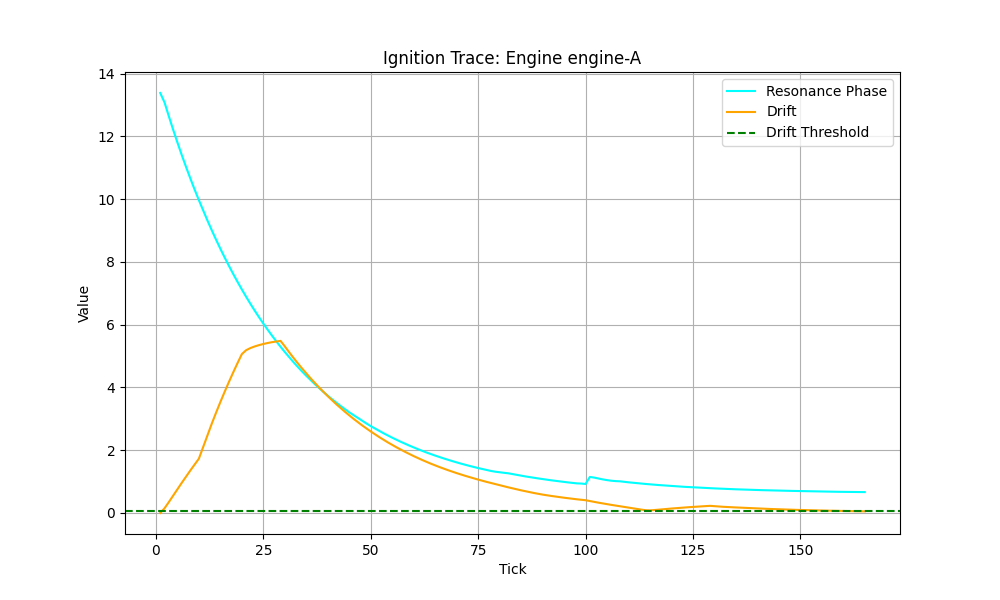 Ignition Trace: Engine engine-A
Resonance Phase
Drift
Drift Threshold
Value
14
12
10
8
6
4
2
0
0 25 50 75 100 125 150
Tick